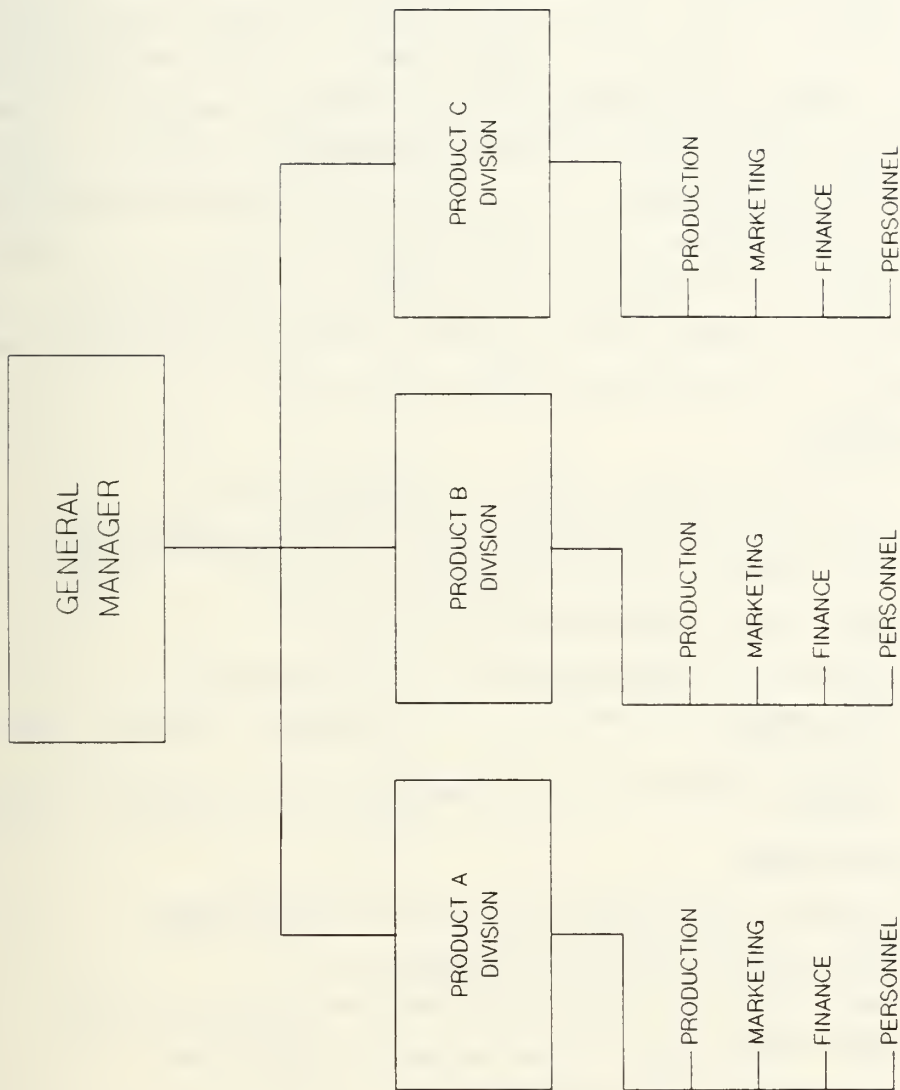 GENERAL
MANAGER
PRODUCT A
DIVISION
PRODUCTION
MARKETING
FINANCE
PERSONNEL
PRODUCT B
DIVISION
PRODUCTION
MARKETING
FINANCE
PERSONNEL
PRODUCT C
DIVISION
PRODUCTION
MARKETING
FINANCE
PERSONNEL